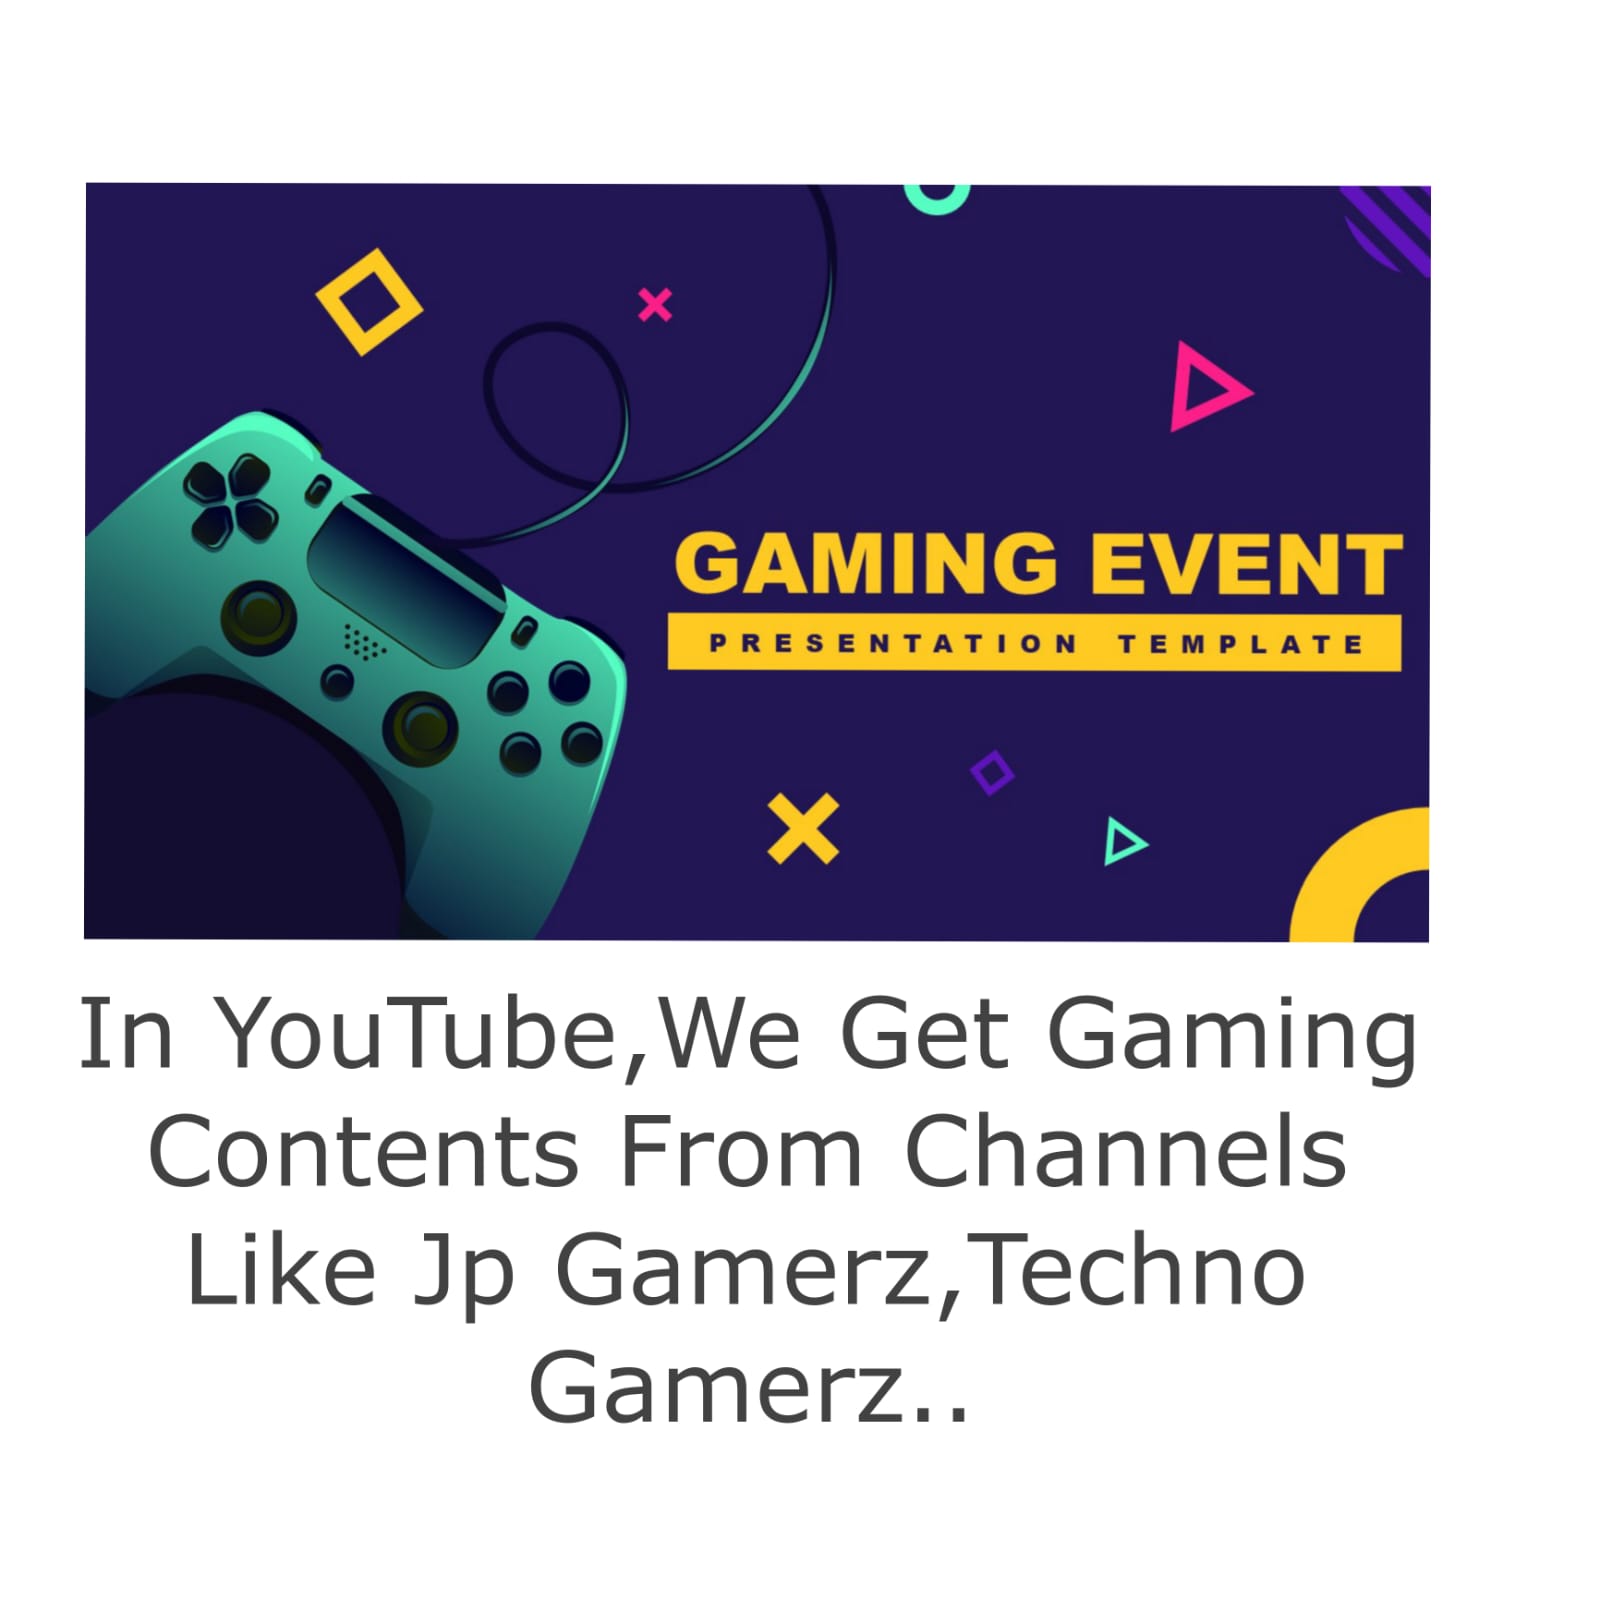 GAMING EVENT
PRESENTATION TEMPLATE
In YouTube,We Get Gaming
Contents From Channels
Like Jp Gamerz,Techno
Gamerz..